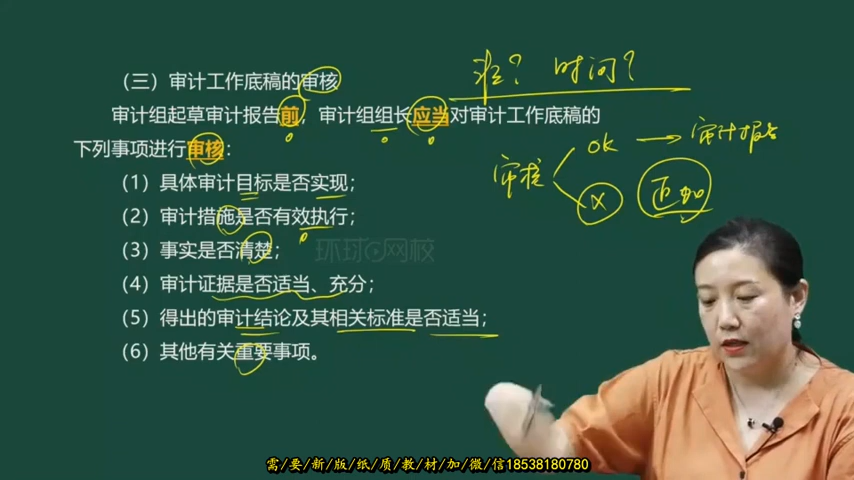 （三）审计工作底稿的审核
谁？ 时间？
审计组起草审计报告前，审计组组长应当对审计工作底稿的
下列事项进行审核：
审核 ok → 审计报告
x 追加
（1）具体审计目标是否实现；
（2）审计措施是否有效执行；
（3）事实是否清楚；
环球网校
（4）审计证据是否适当、充分；
（5）得出的审计结论及其相关标准是否适当；
（6）其他有关重要事项。
需/要/新/版/纸/质/教/材/加/微/信18538180780